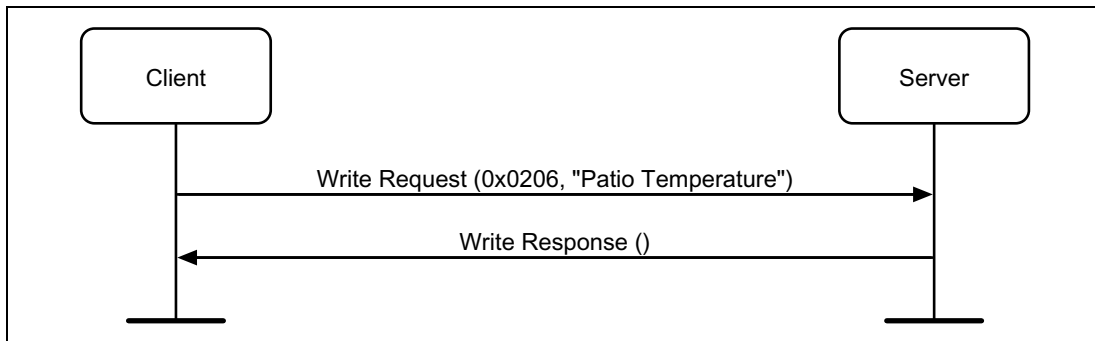 Client
Server
Write Request (0x0206, "Patio Temperature")
Write Response ()